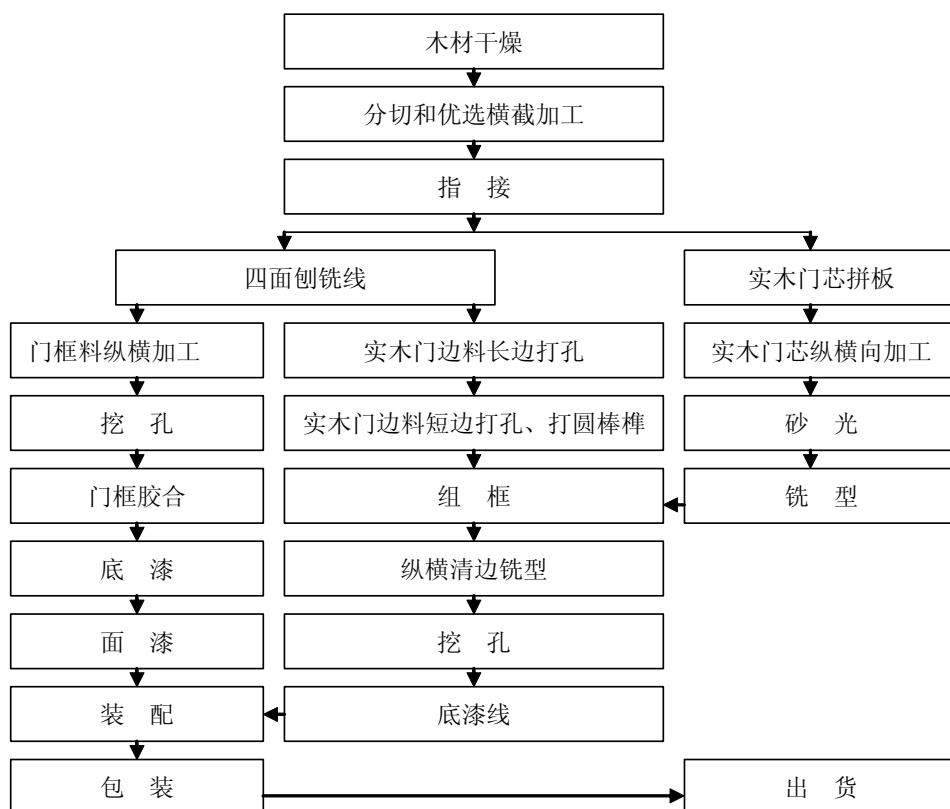 木材干燥
分切和优选横截加工
指 接
四面刨铣线
实木门芯拼板
门框料纵横加工
实木门边料长边打孔
实木门芯纵横向加工
挖 孔
实木门边料短边打孔、打圆棒榫
砂 光
门框胶合
组 框
铣 型
底 漆
纵横清边铣型
面 漆
挖 孔
装 配
底漆线
包 装
出 货